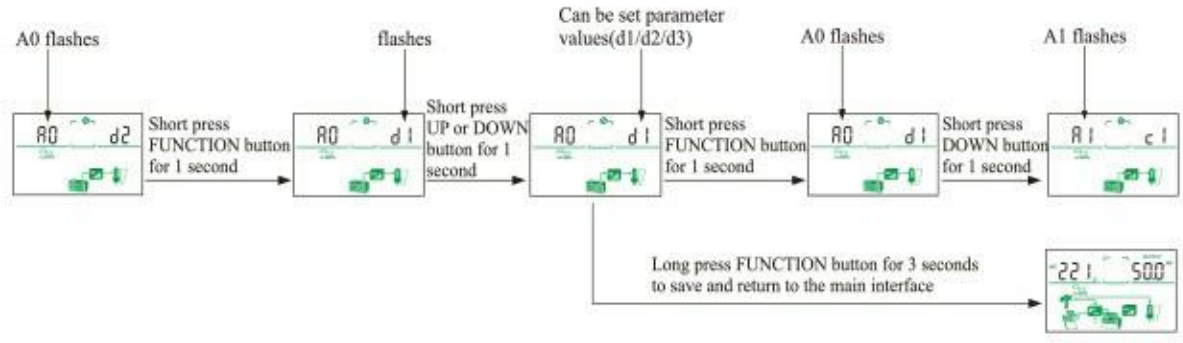 Can be set parameter
values(d1/d2/d3)
A0 flashes
flashes
A0 flashes
A1 flashes
A0 d2
Short press
FUNCTION button
for 1 second
A0 d1
Short press
UP or DOWN
button for 1
second
A0 d1
Short press
FUNCTION button
for 1 second
A0 d1
Short press
DOWN button
for 1 second
A1 c1
Long press FUNCTION button for 3 seconds
to save and return to the main interface
221 50.0